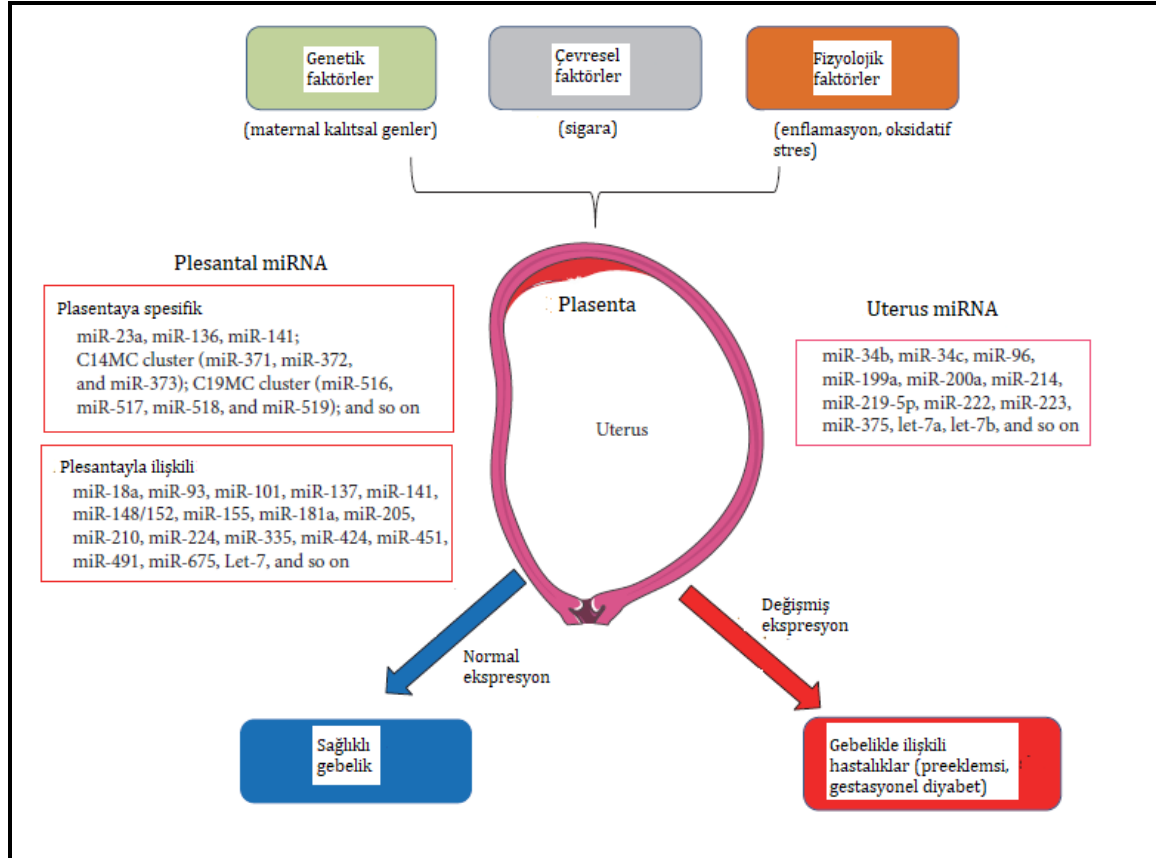 Genetik
faktörler
Çevresel
faktörler
Fizyolojik
faktörler
(maternal kalıtsal genler)
(sigara)
(enflamasyon, oksidatif
stres)
Plesantal miRNA
Plasentaya spesifik
miR-23a, miR-136, miR-141;
C14MC cluster (miR-371, miR-372,
and miR-373); C19MC cluster (miR-516,
miR-517, miR-518, and miR-519); and so on
Plesantayla ilişkili
miR-18a, miR-93, miR-101, miR-137, miR-141,
miR-148/152, miR-155, miR-181a, miR-205,
miR-210, miR-224, miR-335, miR-424, miR-451,
miR-491, miR-675, Let-7, and so on
Plasenta
Uterus
Uterus miRNA
miR-34b, miR-34c, miR-96,
miR-199a, miR-200a, miR-214,
miR-219-5p, miR-222, miR-223,
miR-375, let-7a, let-7b, and so on
Normal
ekspresyon
Değişmiş
ekspresyon
Sağlıklı
gebelik
Gebelikle ilişkili
hastalıklar (preeklemsi,
gestasyonel diyabet)